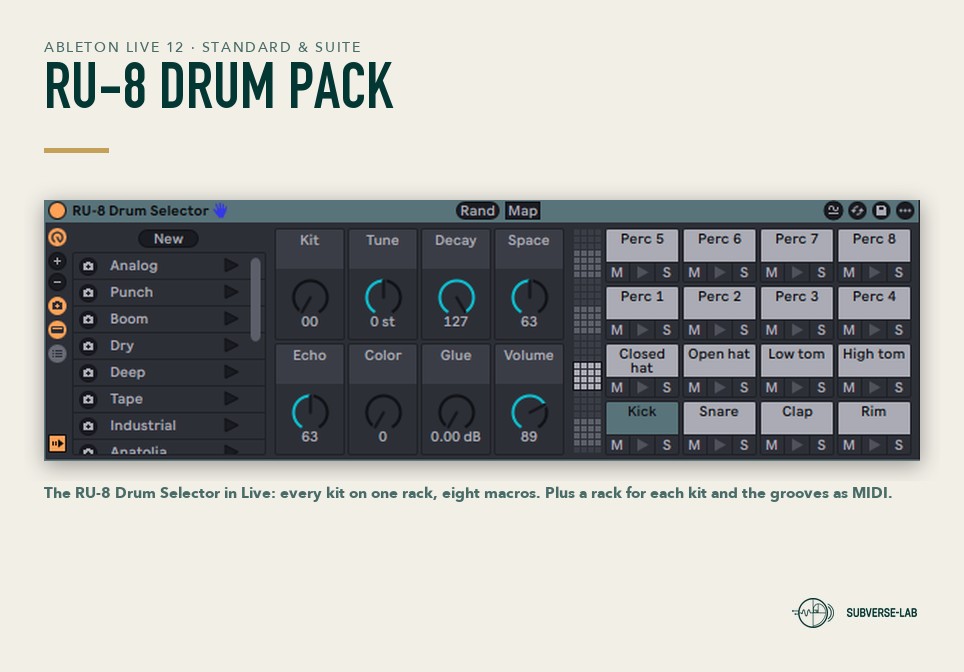 ABLETON LIVE 12 · STANDARD & SUITE
RU-8 DRUM PACK
RU-8 Drum Selector
Rand Map
New
Analog
Punch
Boom
Dry
Deep
Tape
Industrial
Anatolia
Kit Tune Decay Space
00 0 st 127 63
Echo Color Glue Volume
63 0 0.00 dB 89
Perc 5 Perc 6 Perc 7 Perc 8
M S M S M S M S
Perc 1 Perc 2 Perc 3 Perc 4
M S M S M S M S
Closed hat Open hat Low tom High tom
M S M S M S M S
Kick Snare Clap Rim
M S M S M S M S
The RU-8 Drum Selector in Live: every kit on one rack, eight macros. Plus a rack for each kit and the grooves as MIDI.
SUBVERSE-LAB